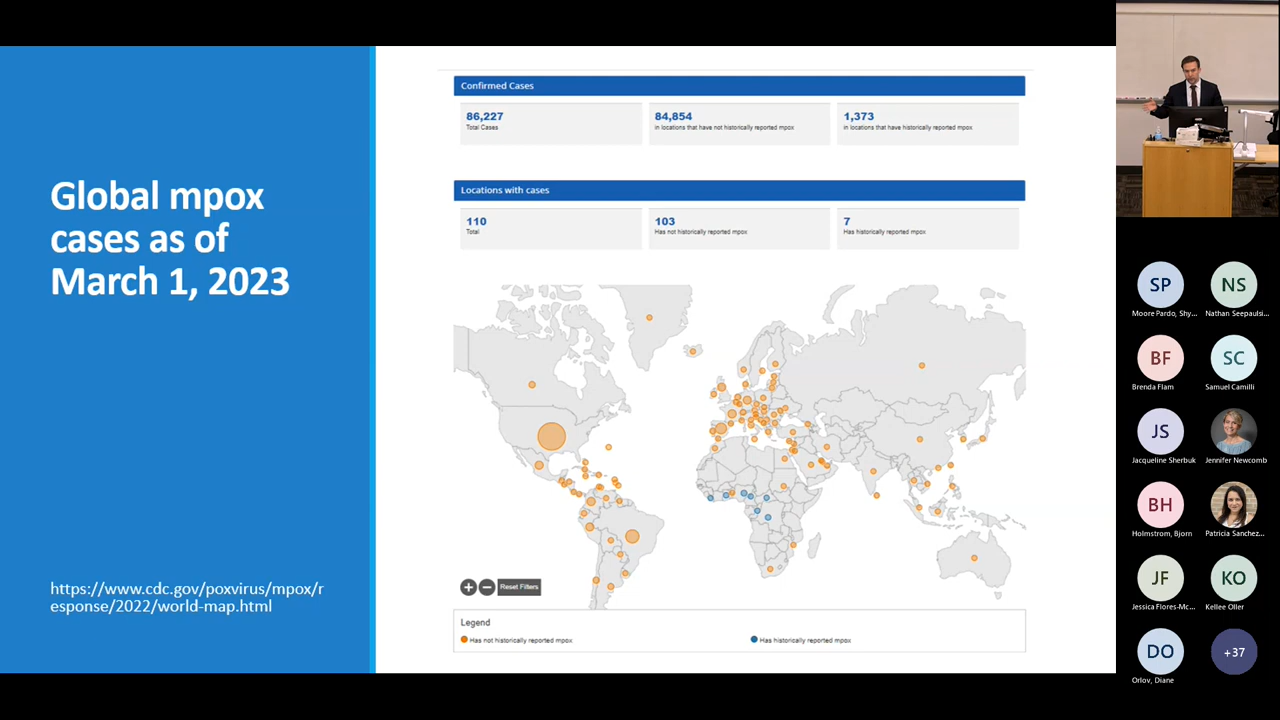 Global mpox
cases as of
March 1, 2023
https://www.cdc.gov/poxvirus/mpox/r
esponse/2022/world-map.html
Confirmed Cases
86,227
Total Cases
84,854
in locations that have not historically reported mpox
1,373
in locations that have historically reported mpox
Locations with cases
110
Total
103
Has not historically reported mpox
7
Has historically reported mpox
Reset Filters
Legend
Has not historically reported mpox
Has historically reported mpox
SP
Moore Pardo, Shy...
NS
Nathan Seepaulsi...
BF
Brenda Flam
SC
Samuel Camilli
JS
Jacqueline Sherbuk
Jennifer Newcomb
BH
Holmstrom, Bjorn
Patricia Sanchez...
JF
Jessica Flores-Mc...
KO
Kellee Oller
DO
Orlov, Diane
+37